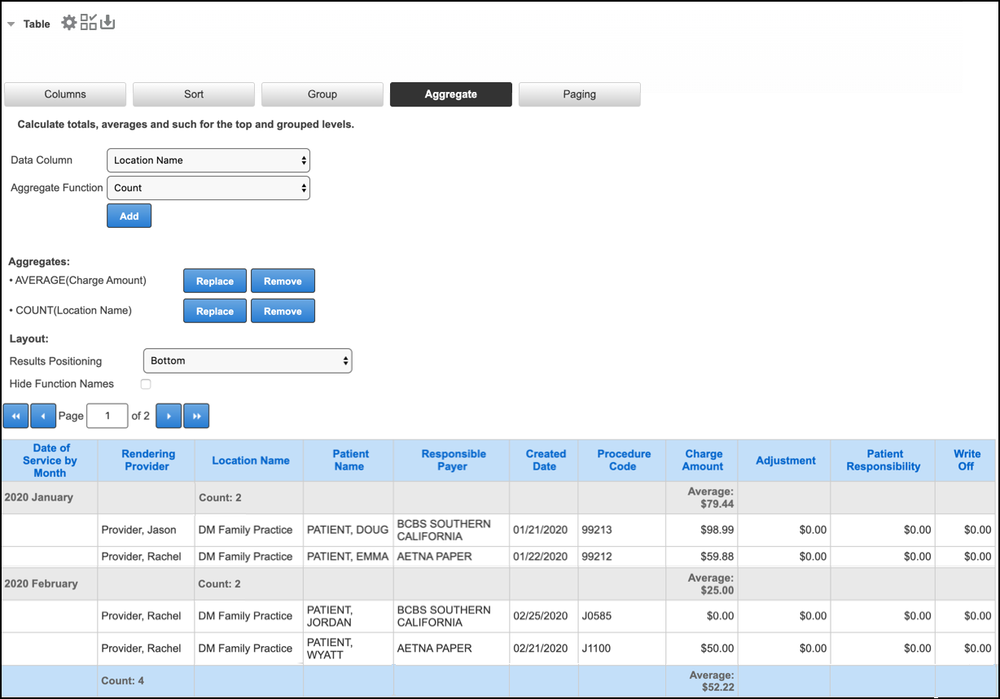 Table
Columns Sort Group Aggregate Paging
Calculate totals, averages and such for the top and grouped levels.
Data Column Location Name
Aggregate Function Count
Add
Aggregates:
• AVERAGE(Charge Amount) Replace Remove
• COUNT(Location Name) Replace Remove
Layout:
Results Positioning Bottom
Hide Function Names
Page 1 of 2
Date of Service by Month Rendering Provider Location Name Patient Name Responsible Payer Created Date Procedure Code Charge Amount Adjustment Patient Responsibility Write Off
2020 January Count: 2 Average: $79.44
Provider, Jason DM Family Practice PATIENT, DOUG BCBS SOUTHERN CALIFORNIA 01/21/2020 99213 $98.99 $0.00 $0.00 $0.00
Provider, Rachel DM Family Practice PATIENT, EMMA AETNA PAPER 01/22/2020 99212 $59.88 $0.00 $0.00 $0.00
2020 February Count: 2 Average: $25.00
Provider, Rachel DM Family Practice PATIENT, JORDAN BCBS SOUTHERN CALIFORNIA 02/25/2020 J0585 $0.00 $0.00 $0.00 $0.00
Provider, Rachel DM Family Practice PATIENT, WYATT AETNA PAPER 02/21/2020 J1100 $50.00 $0.00 $0.00 $0.00
Count: 4 Average: $52.22